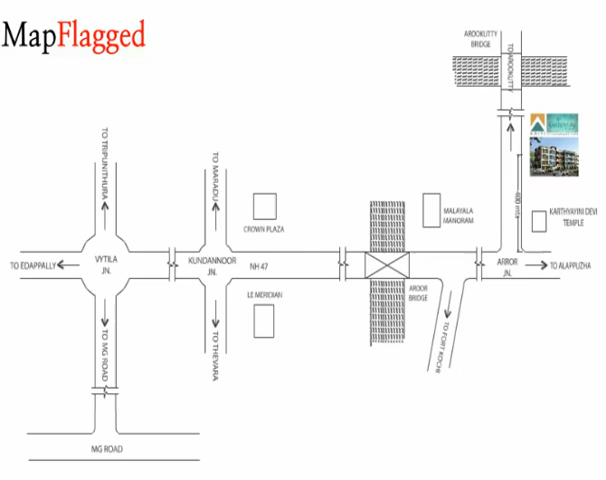 MapFlagged
AROOKUTTY
BRIDGE
TO AROOKUTTY
TO TRIPUNITHURA
TO MARADU
CROWN PLAZA
MALAYALA
MANORAM
KARTHYAYINI DEVI
TEMPLE
TO EDAPPALLY
VYTILA
JN.
KUNDANNOOR
JN.
NH 47
ARROR
JN.
TO ALAPPUZHA
LE MERIDIAN
AROOR
BRIDGE
TO MG ROAD
TO THEVARA
TO FORT KOCHI
MG ROAD